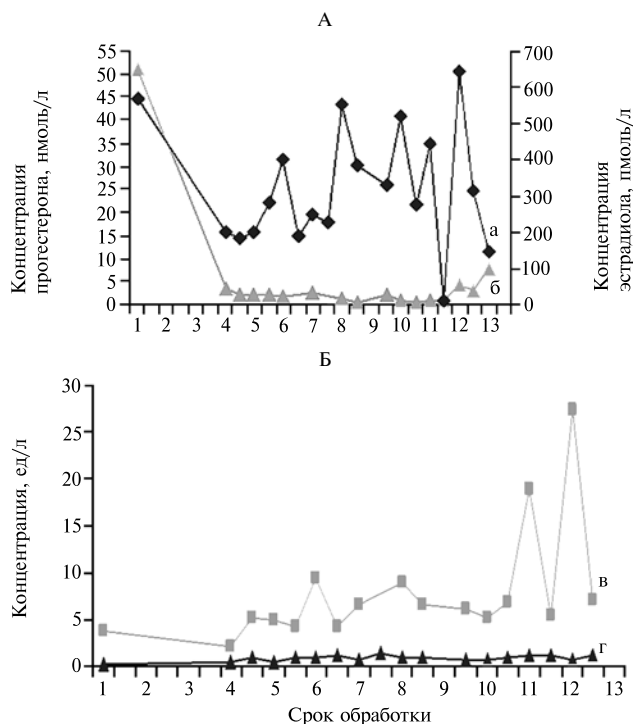 А
Концентрация
прогестерона, нмоль/л
55
50
45
40
35
30
25
20
15
10
5
0
700
600
500
400
300
200
100
0
Концентрация
эстрадиола, пмоль/л
а
б
1 2 3 4 5 6 7 8 9 10 11 12 13
Б
Концентрация, ед/л
30
25
20
15
10
5
0
в
г
1 2 3 4 5 6 7 8 9 10 11 12 13
Срок обработки